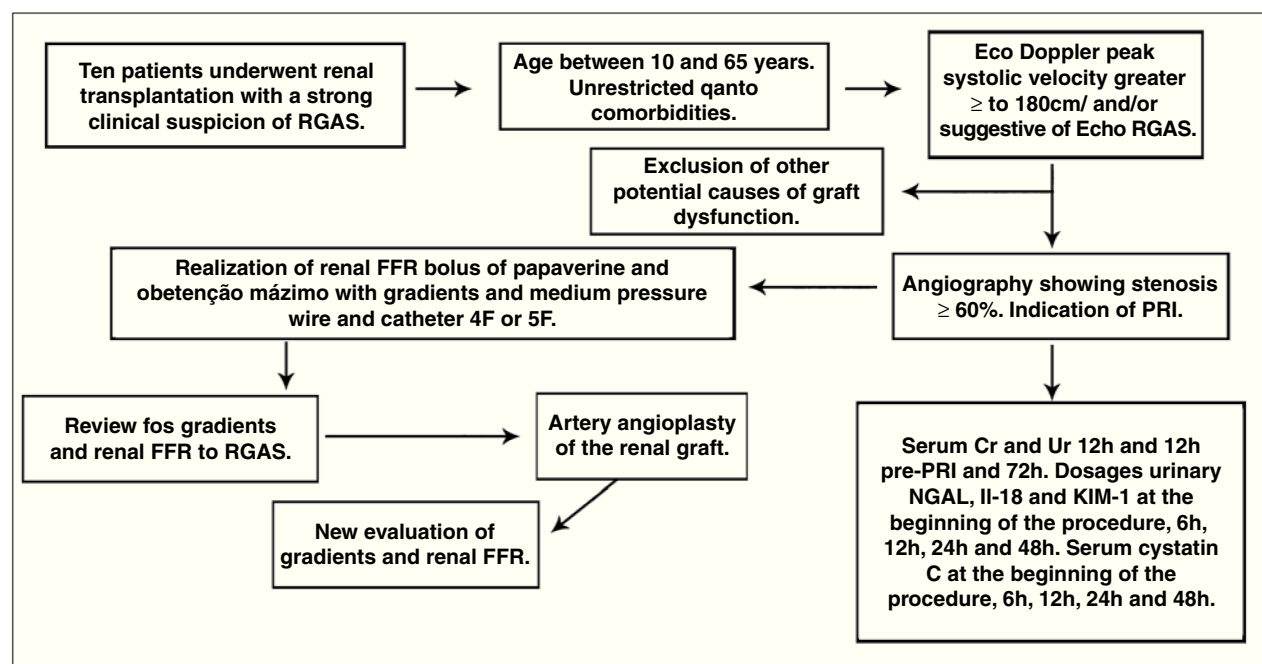 Ten patients underwent renal
transplantation with a strong
clinical suspicion of RGAS.
Age between 10 and 65 years.
Unrestricted qanto
comorbidities.
Eco Doppler peak
systolic velocity greater
≥ to 180cm/ and/or
suggestive of Echo RGAS.
Exclusion of other
potential causes of graft
dysfunction.
Angiography showing stenosis
≥ 60%. Indication of PRI.
Realization of renal FFR bolus of papaverine and
obetenção mázimo with gradients and medium pressure
wire and catheter 4F or 5F.
Review fos gradients
and renal FFR to RGAS.
Artery angioplasty
of the renal graft.
New evaluation of
gradients and renal FFR.
Serum Cr and Ur 12h and 12h
pre-PRI and 72h. Dosages urinary
NGAL, Il-18 and KIM-1 at the
beginning of the procedure, 6h,
12h, 24h and 48h. Serum cystatin
C at the beginning of the
procedure, 6h, 12h, 24h and 48h.